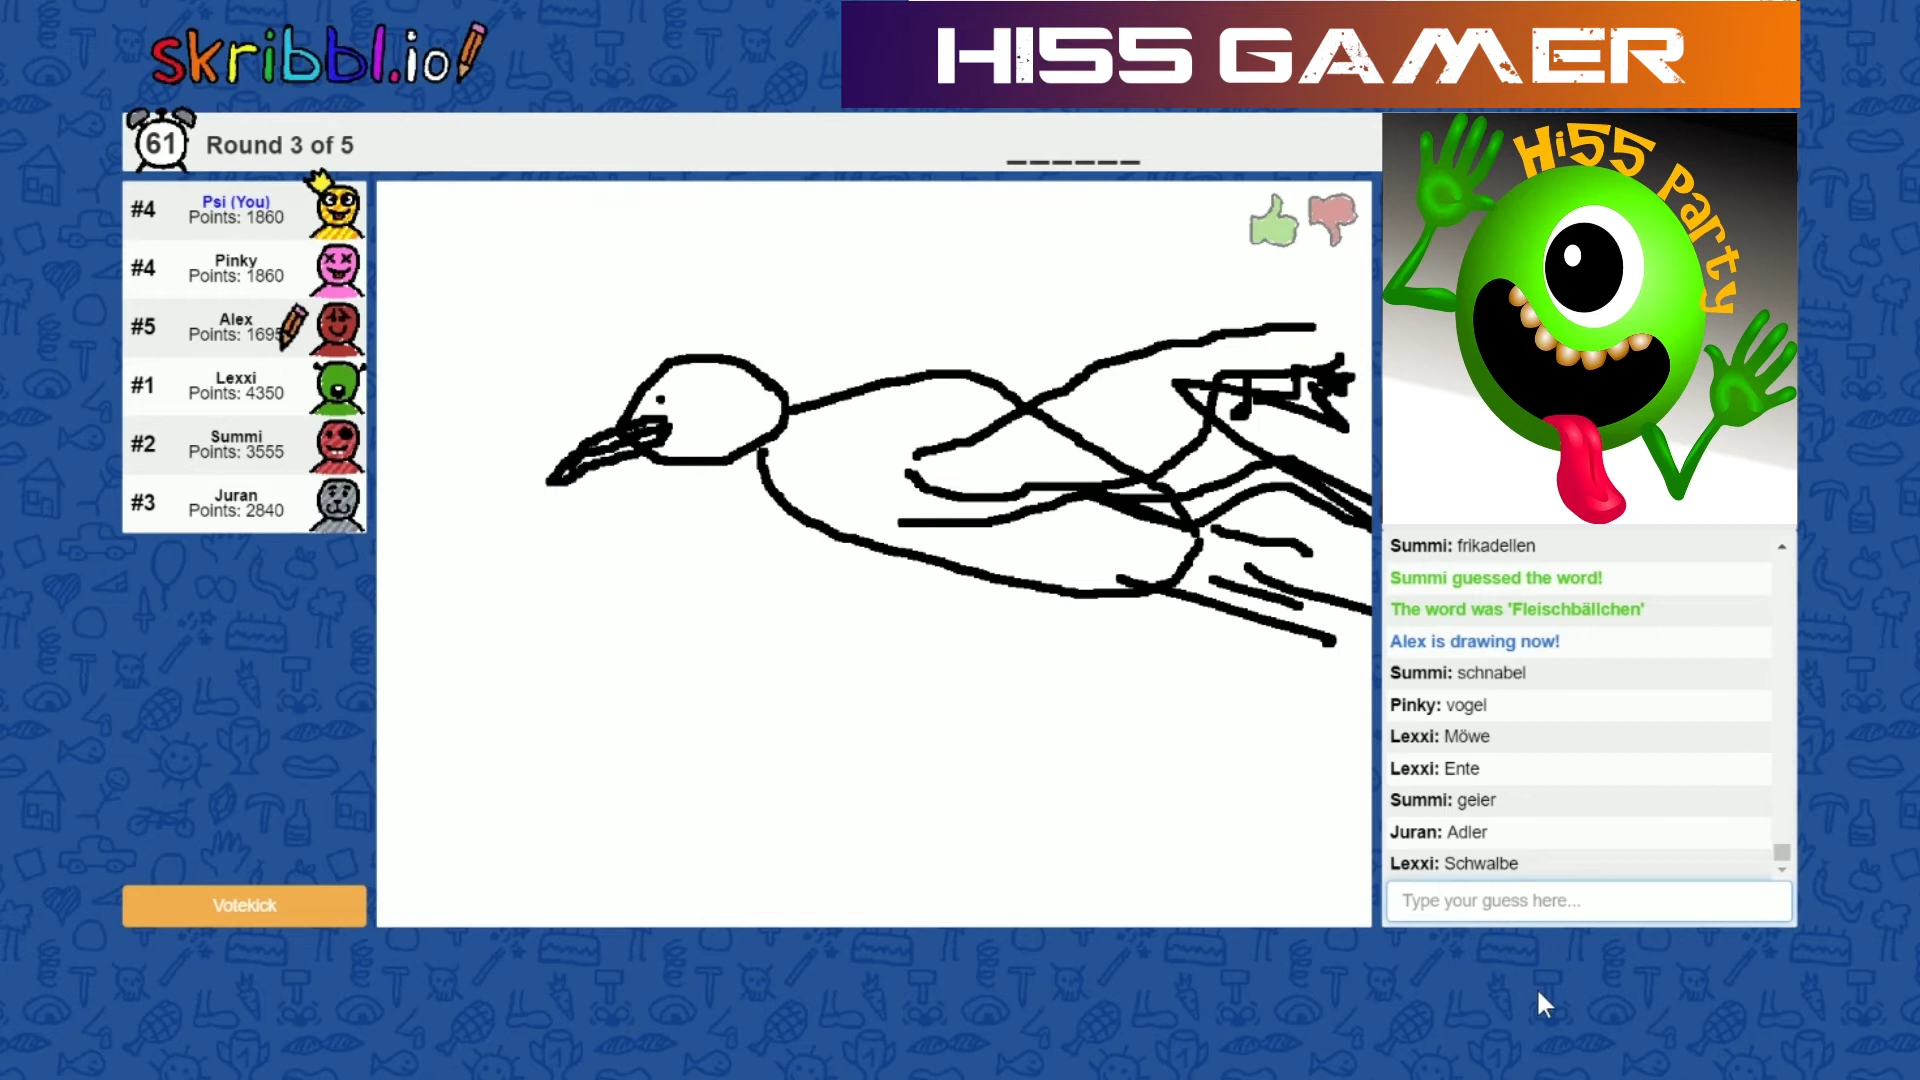 skribbl.io
HI55 GAMER
61
Round 3 of 5
______
Hi55 Party
#4
Psi (You)
Points: 1860
#4
Pinky
Points: 1860
#5
Alex
Points: 1695
#1
Lexxi
Points: 4350
#2
Summi
Points: 3555
#3
Juran
Points: 2840
Votekick
Summi: frikadellen
Summi guessed the word!
The word was 'Fleischbällchen'
Alex is drawing now!
Summi: schnabel
Pinky: vogel
Lexxi: Möwe
Lexxi: Ente
Summi: geier
Juran: Adler
Lexxi: Schwalbe
Type your guess here...